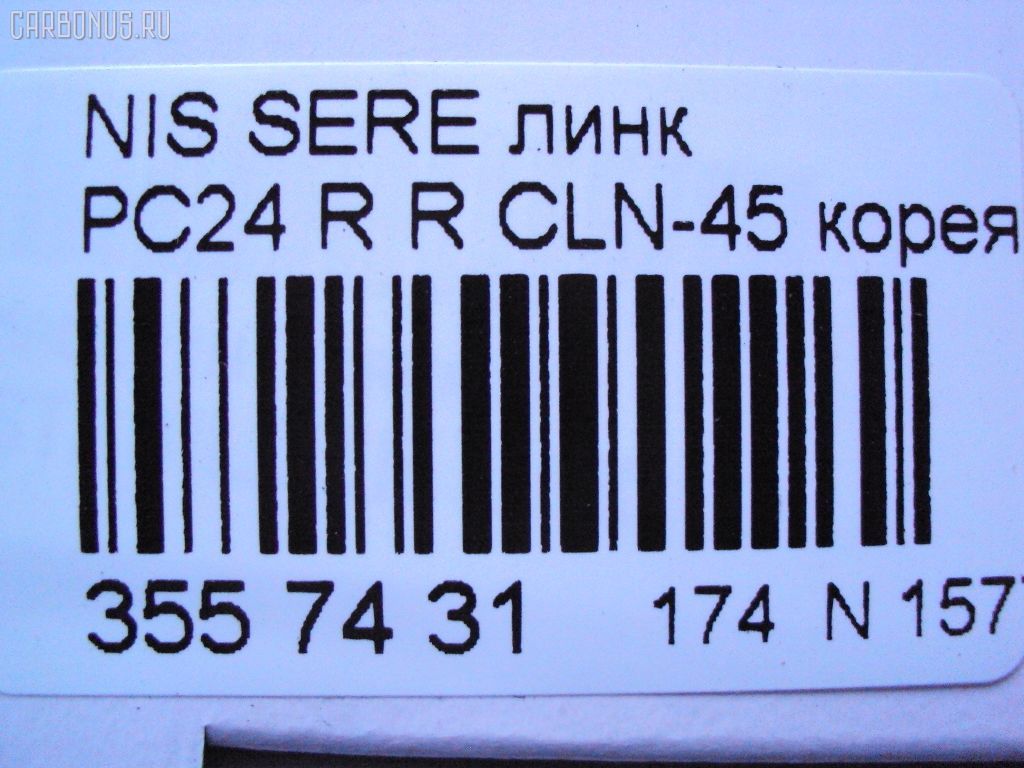 CARBONUS.RU
NIS SERE линк
PC24 R R CLN-45 корея
355 74 31 174 N 157